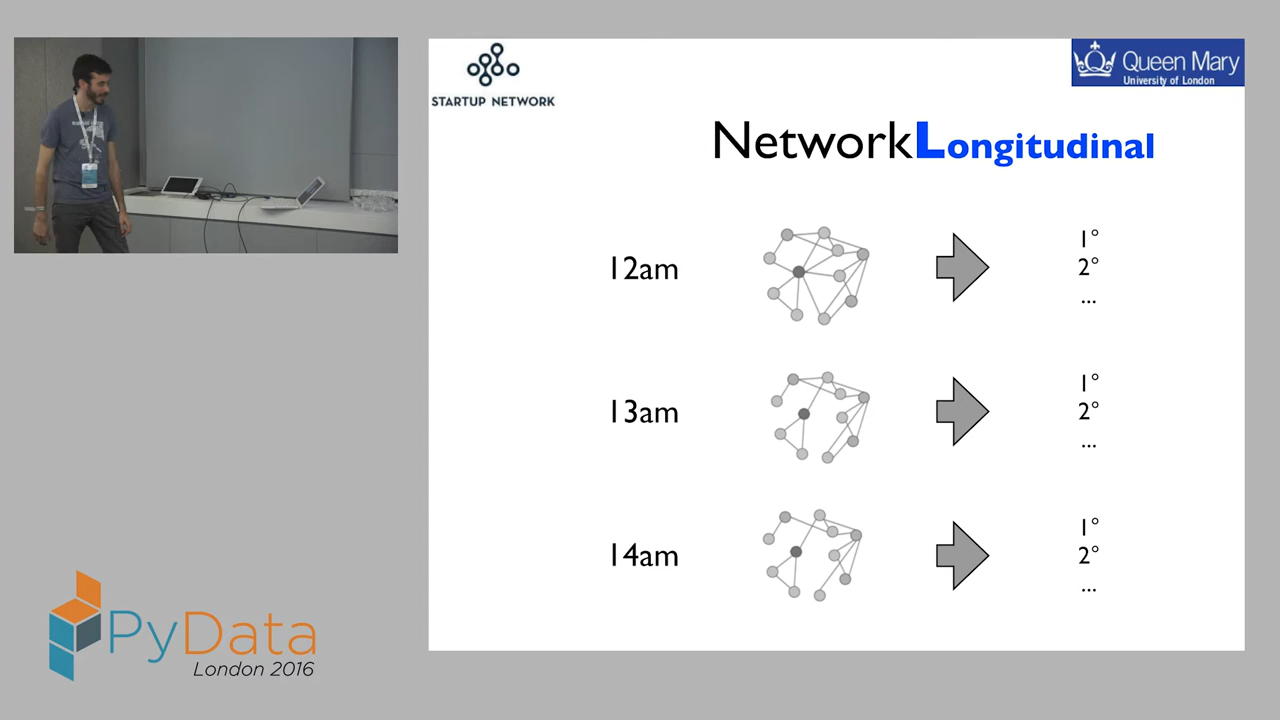 STARTUP NETWORK
Queen Mary
University of London
NetworkLongitudinal
12am
1°
2°
...
13am
1°
2°
...
14am
1°
2°
...
PyData
London 2016